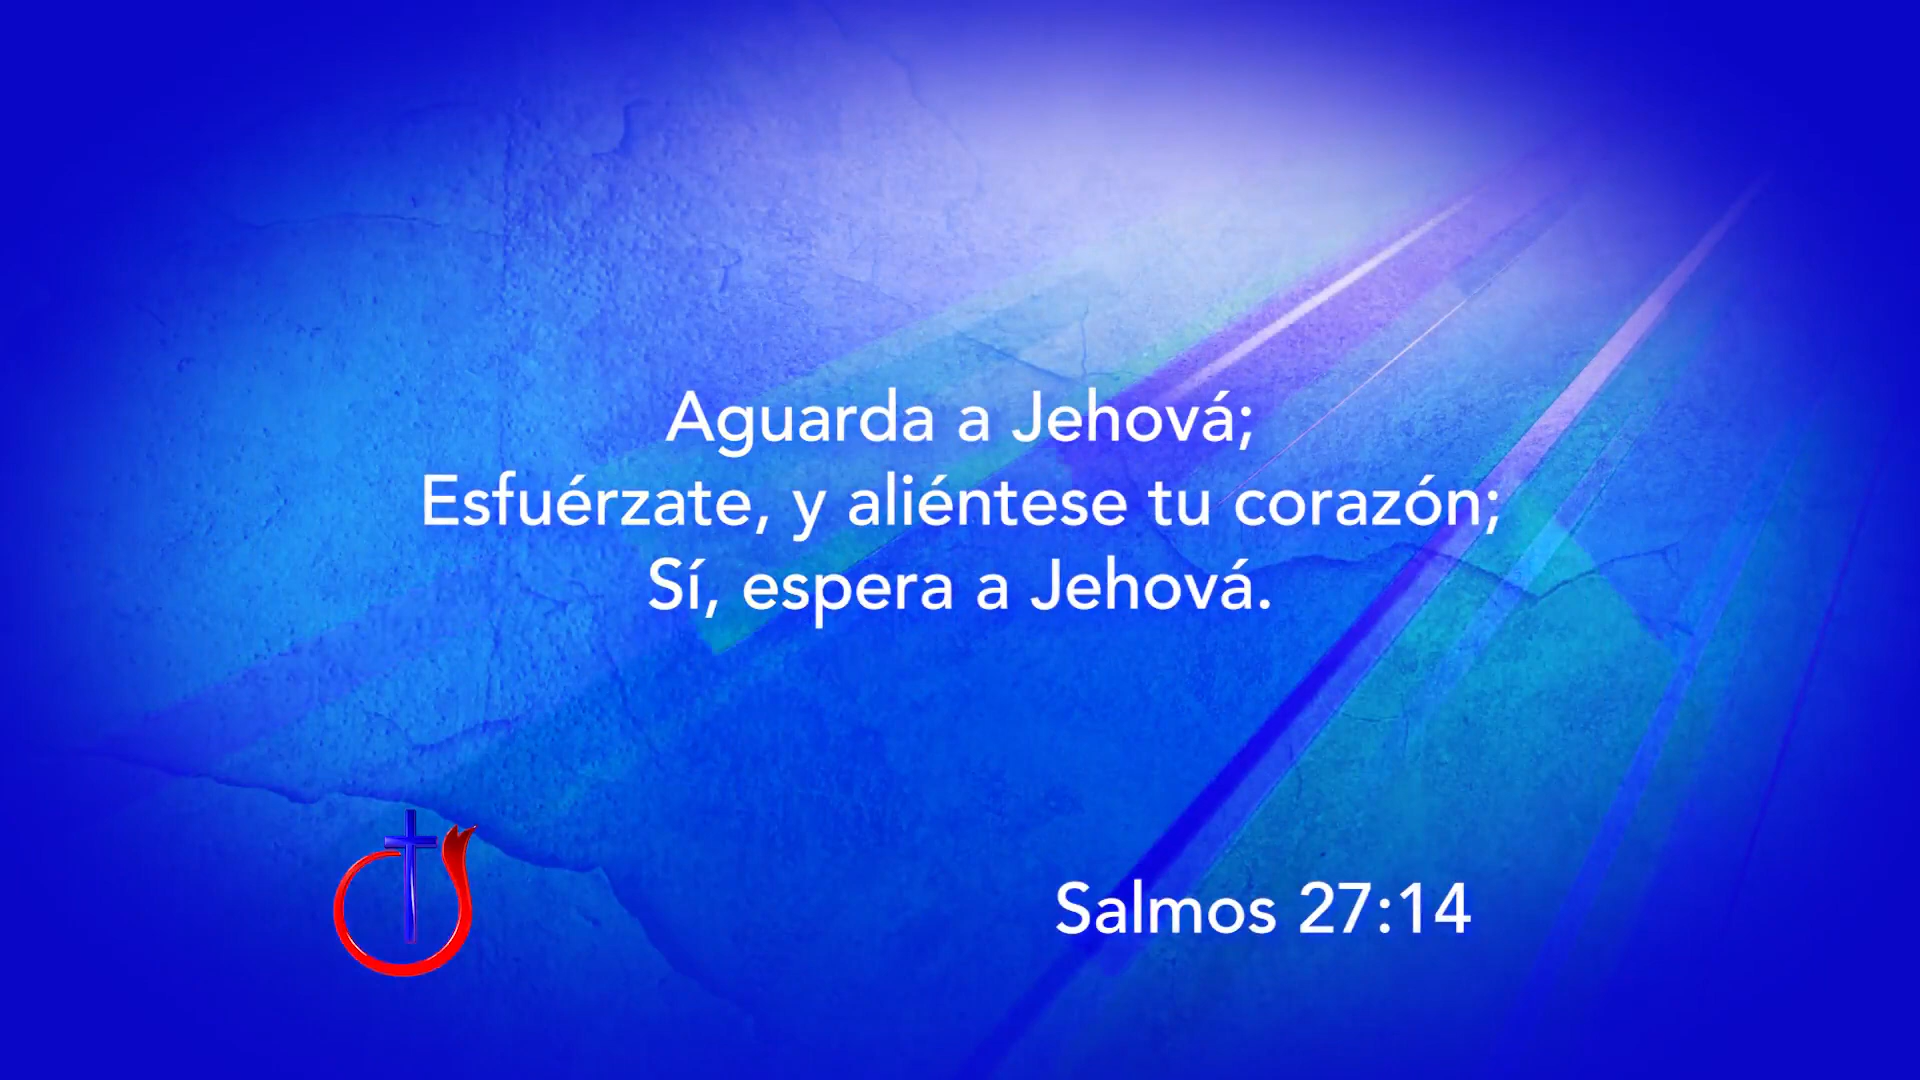 Aguarda a Jehová;
Esfuérzate, y aliéntese tu corazón;
Sí, espera a Jehová.
Salmos 27:14